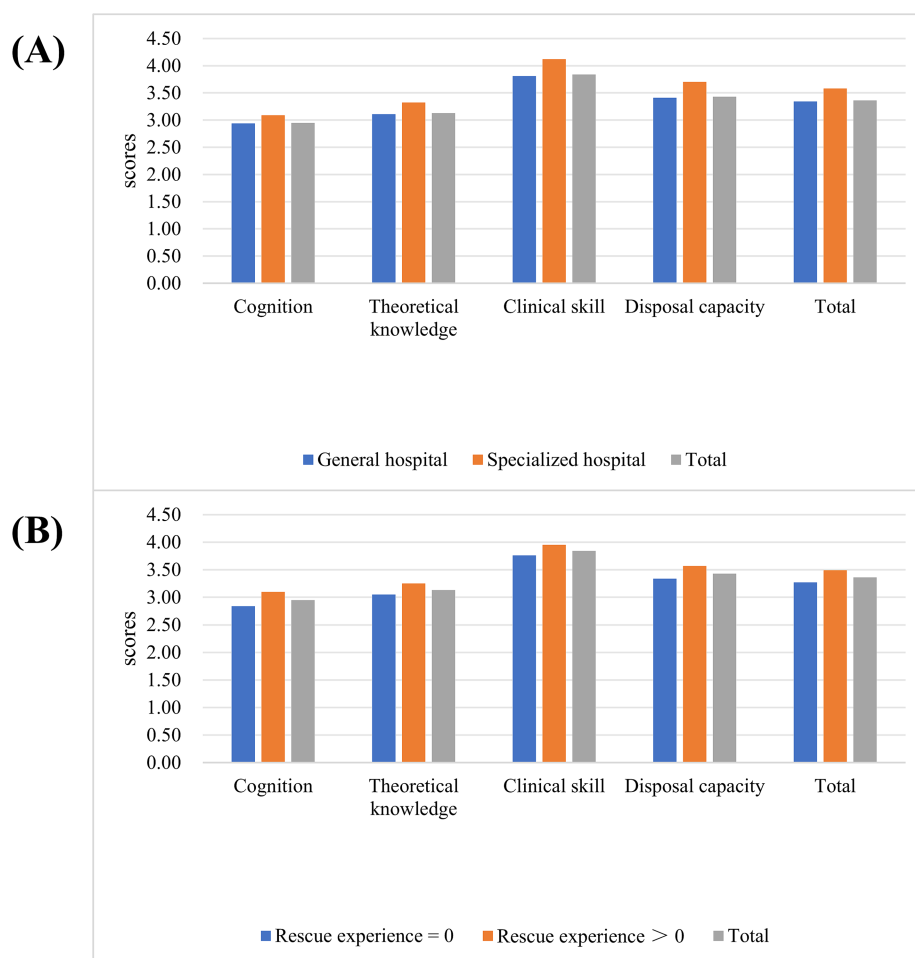 (A)
4.50
4.00
3.50
3.00
2.50
2.00
1.50
1.00
0.50
0.00
scores
Cognition
Theoretical
knowledge
Clinical skill
Disposal capacity
Total
General hospital
Specialized hospital
Total
(B)
4.50
4.00
3.50
3.00
2.50
2.00
1.50
1.00
0.50
0.00
scores
Cognition
Theoretical
knowledge
Clinical skill
Disposal capacity
Total
Rescue experience = 0
Rescue experience ＞ 0
Total